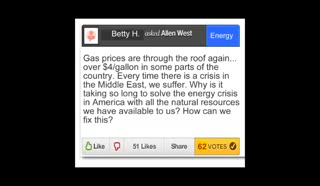 Betty H. asked Allen West Energy
Gas prices are through the roof again...
over $4/gallon in some parts of the
country. Every time there is a crisis in
the Middle East, we suffer. Why is it
taking so long to solve the energy crisis
in America with all the natural resources
we have available to us? How can we
fix this?
Like 51 Likes Share 62 VOTES